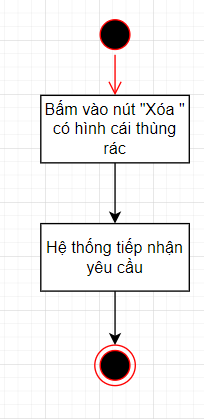 Bấm vào nút "Xóa "
có hình cái thùng
rác
Hệ thống tiếp nhận
yêu cầu